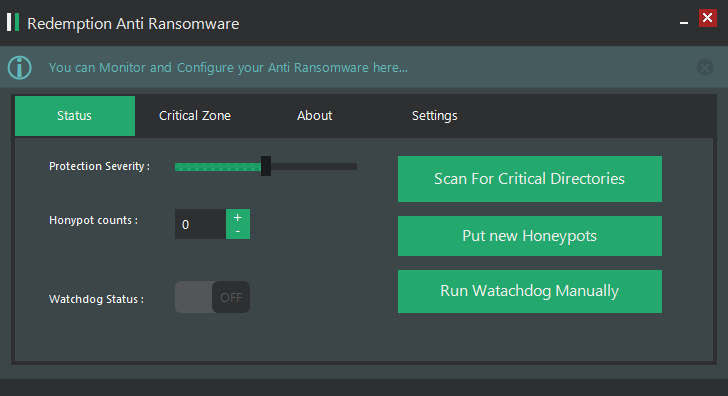 Redemption Anti Ransomware
You can Monitor and Configure your Anti Ransomware here...
Status Critical Zone About Settings
Protection Severity :
Scan For Critical Directories
Honypot counts :
0
+
-
Put new Honeypots
Watchdog Status :
OFF
Run Watachdog Manually